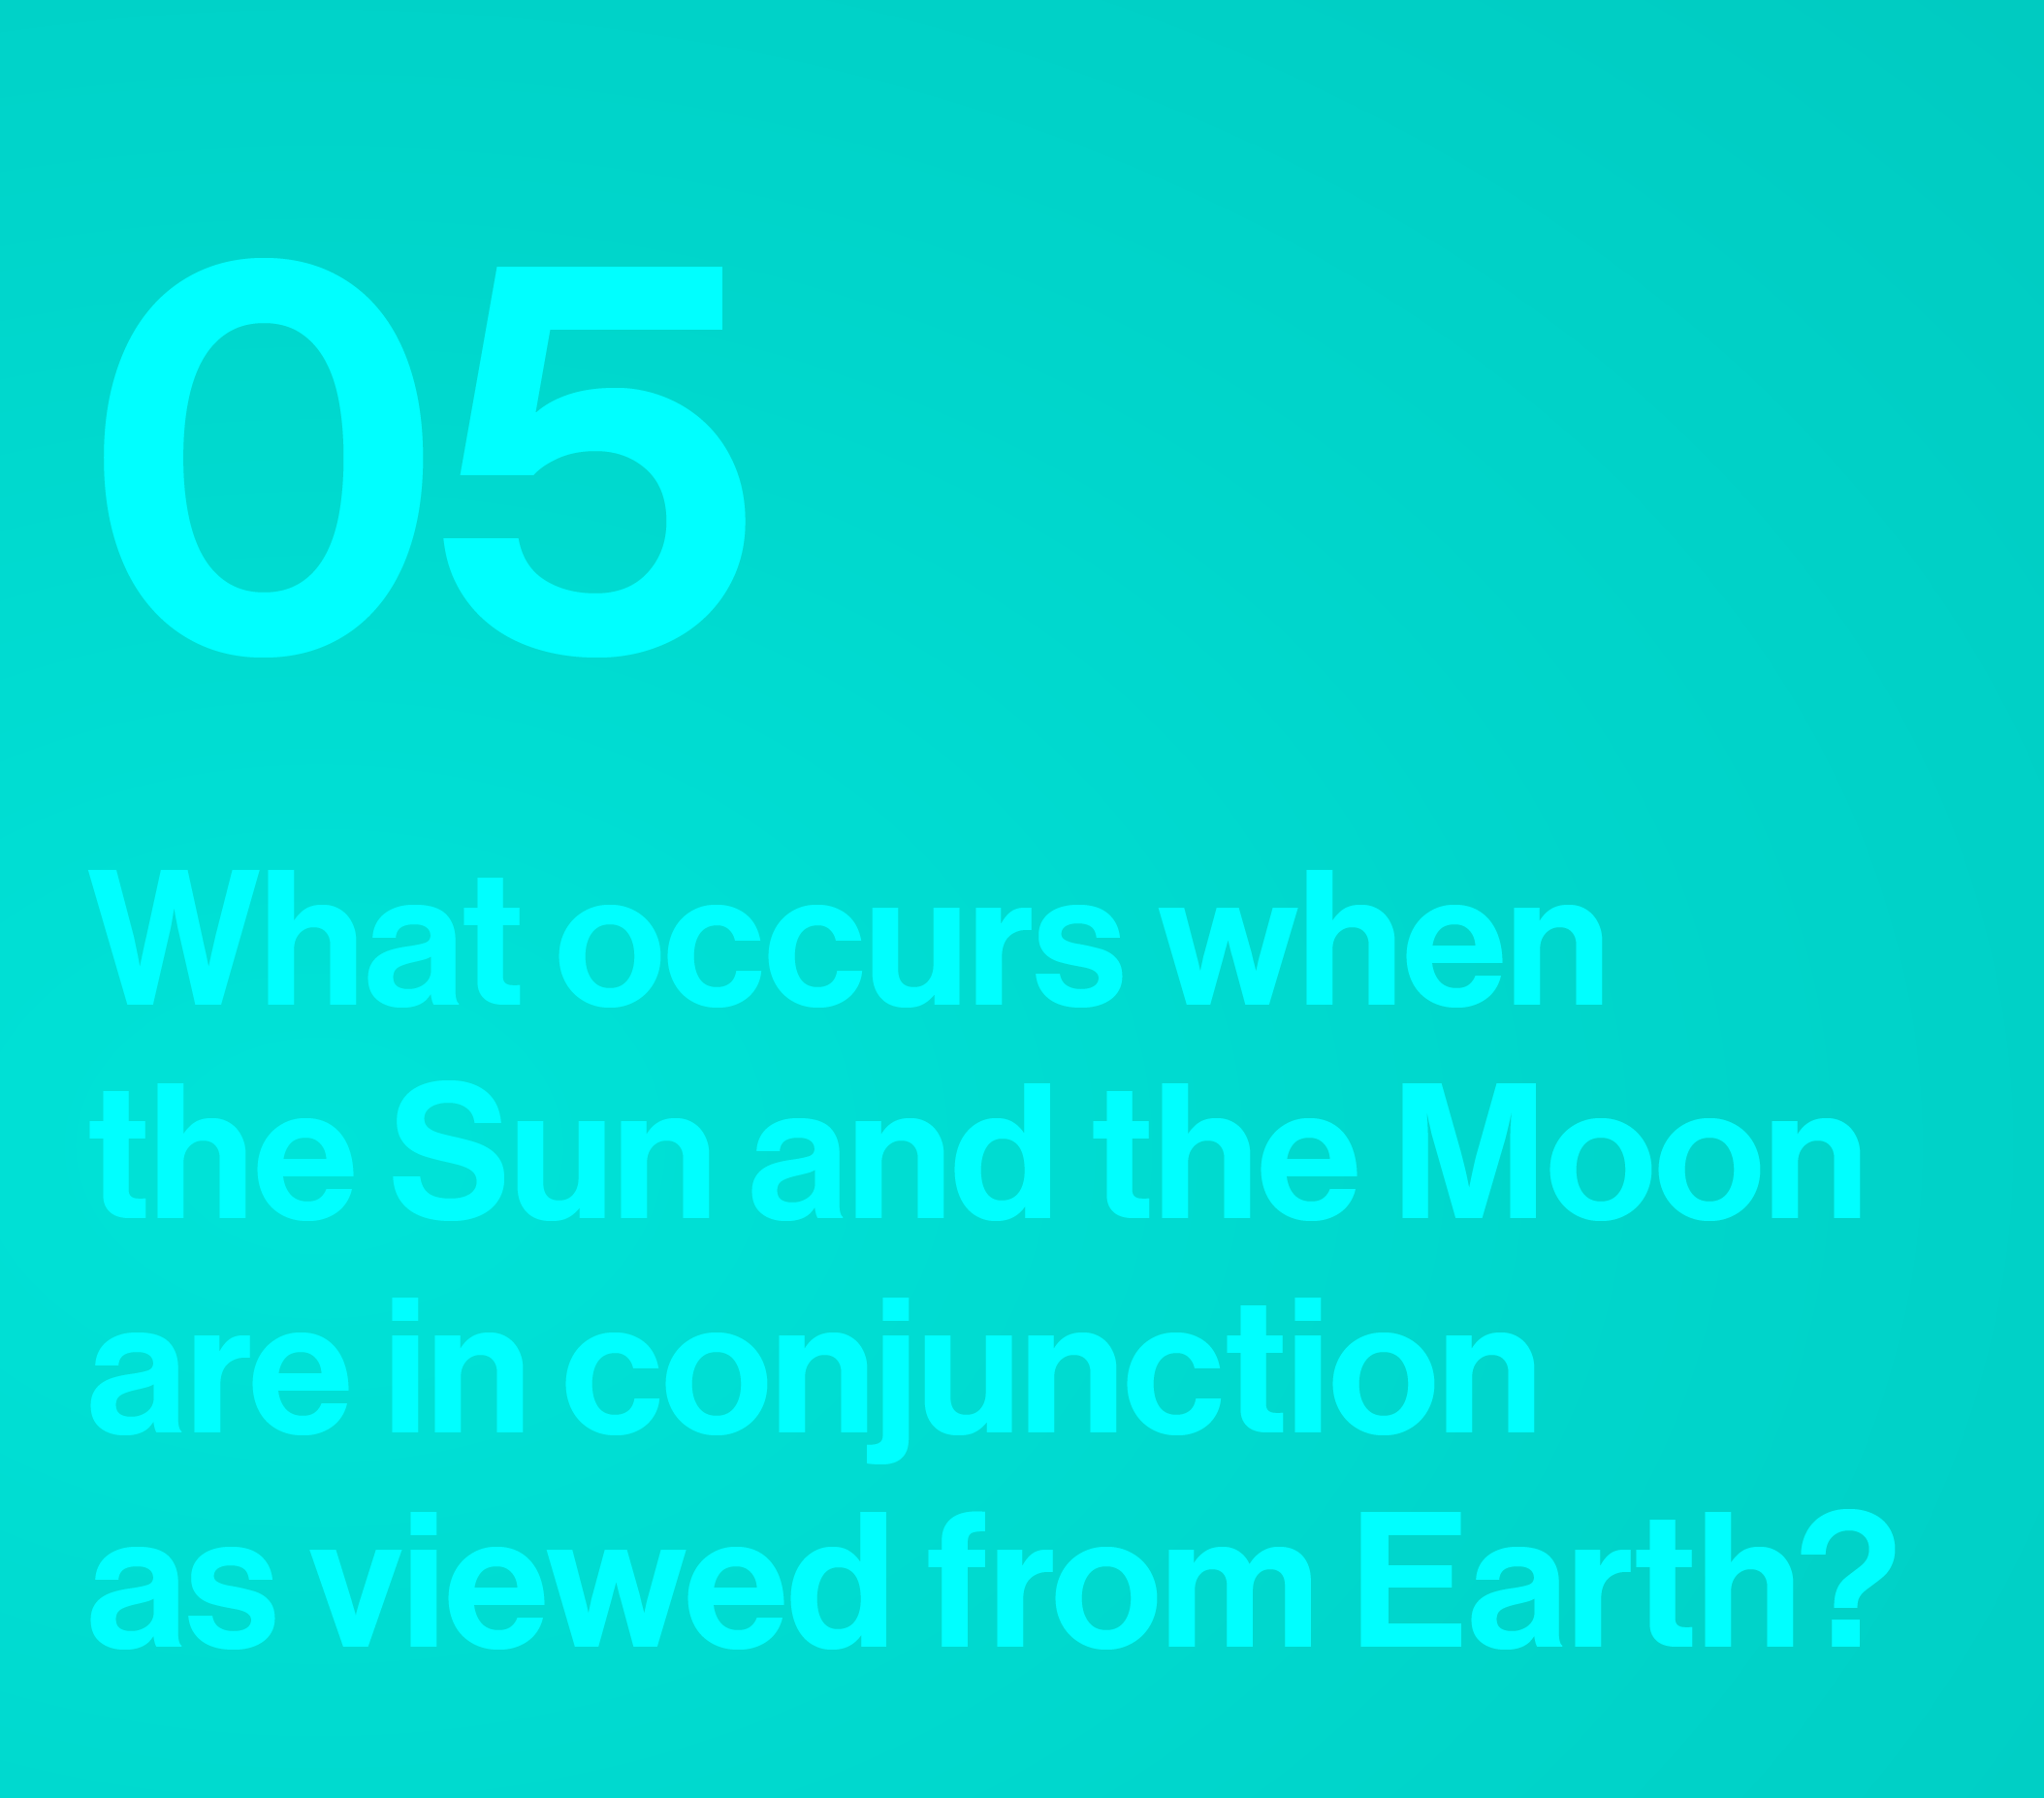 05
What occurs when
the Sun and the Moon
are in conjunction
as viewed from Earth?